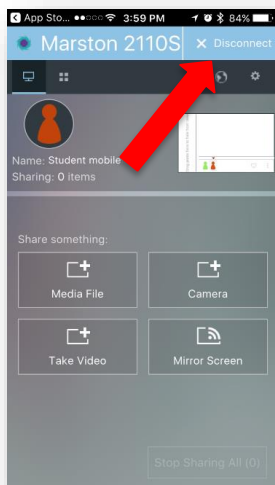 App Sto... 3:59 PM 84%
Marston 2110S × Disconnect
Name: Student mobile
Sharing: 0 items
Share something:
Media File Camera
Take Video Mirror Screen
Stop Sharing All (0)